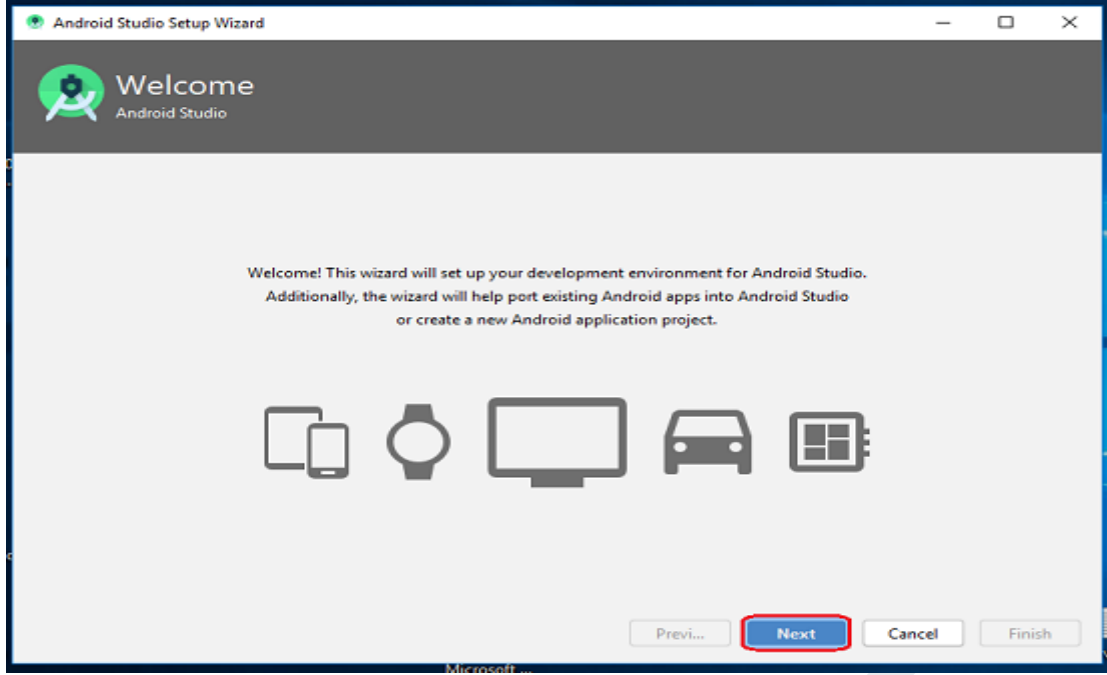 Android Studio Setup Wizard
Welcome
Android Studio
Welcome! This wizard will set up your development environment for Android Studio.
Additionally, the wizard will help port existing Android apps into Android Studio
or create a new Android application project.
Previ... Next Cancel Finish
Microsoft ...